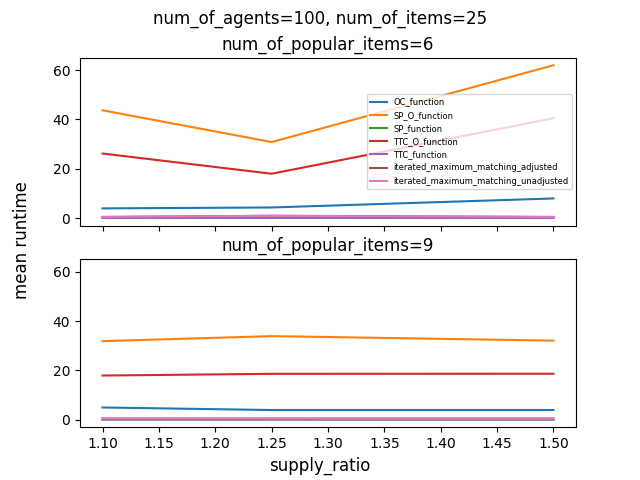 num_of_agents=100, num_of_items=25
num_of_popular_items=6
60
40
20
0
OC_function
SP_O_function
SP_function
TTC_O_function
TTC_function
iterated_maximum_matching_adjusted
iterated_maximum_matching_unadjusted
mean runtime
num_of_popular_items=9
60
40
20
0
1.10 1.15 1.20 1.25 1.30 1.35 1.40 1.45 1.50
supply_ratio